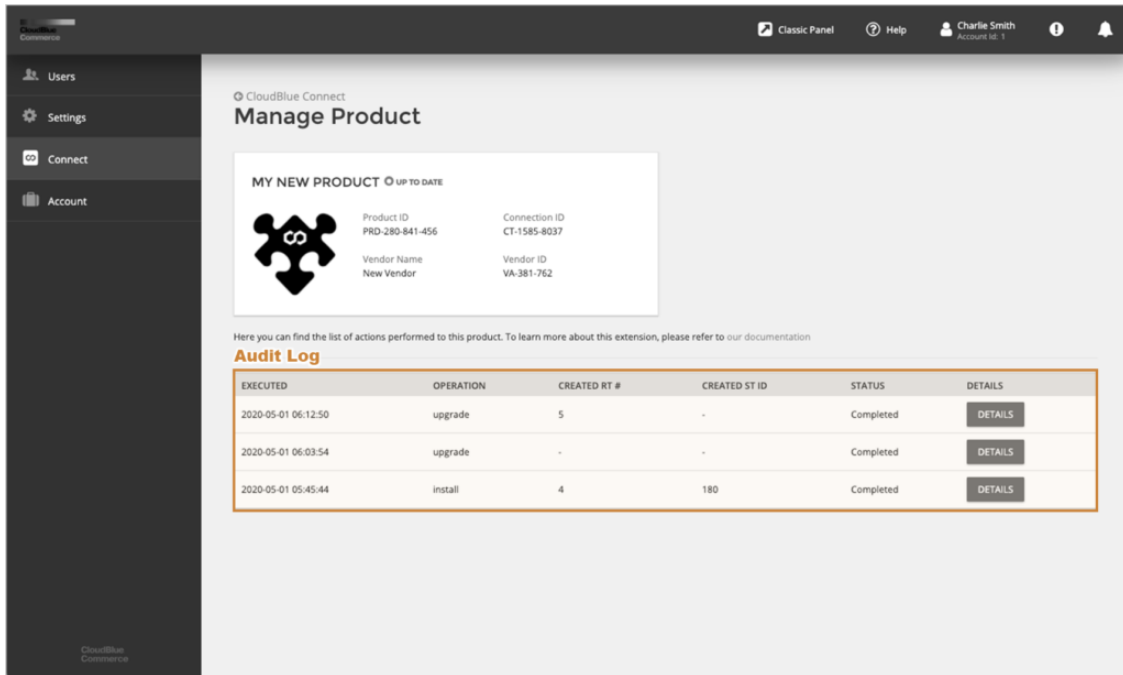 CloudBlue
Commerce
Classic Panel
Help
Charlie Smith
Account Id: 1
Users
Settings
Connect
Account
CloudBlue Connect
Manage Product
MY NEW PRODUCT UP TO DATE
Product ID
PRD-280-841-456
Connection ID
CT-1585-8037
Vendor Name
New Vendor
Vendor ID
VA-381-762
Here you can find the list of actions performed to this product. To learn more about this extension, please refer to our documentation
Audit Log
EXECUTED OPERATION CREATED RT # CREATED ST ID STATUS DETAILS
2020-05-01 06:12:50 upgrade 5 - Completed DETAILS
2020-05-01 06:03:54 upgrade - - Completed DETAILS
2020-05-01 05:45:44 install 4 180 Completed DETAILS
CloudBlue
Commerce